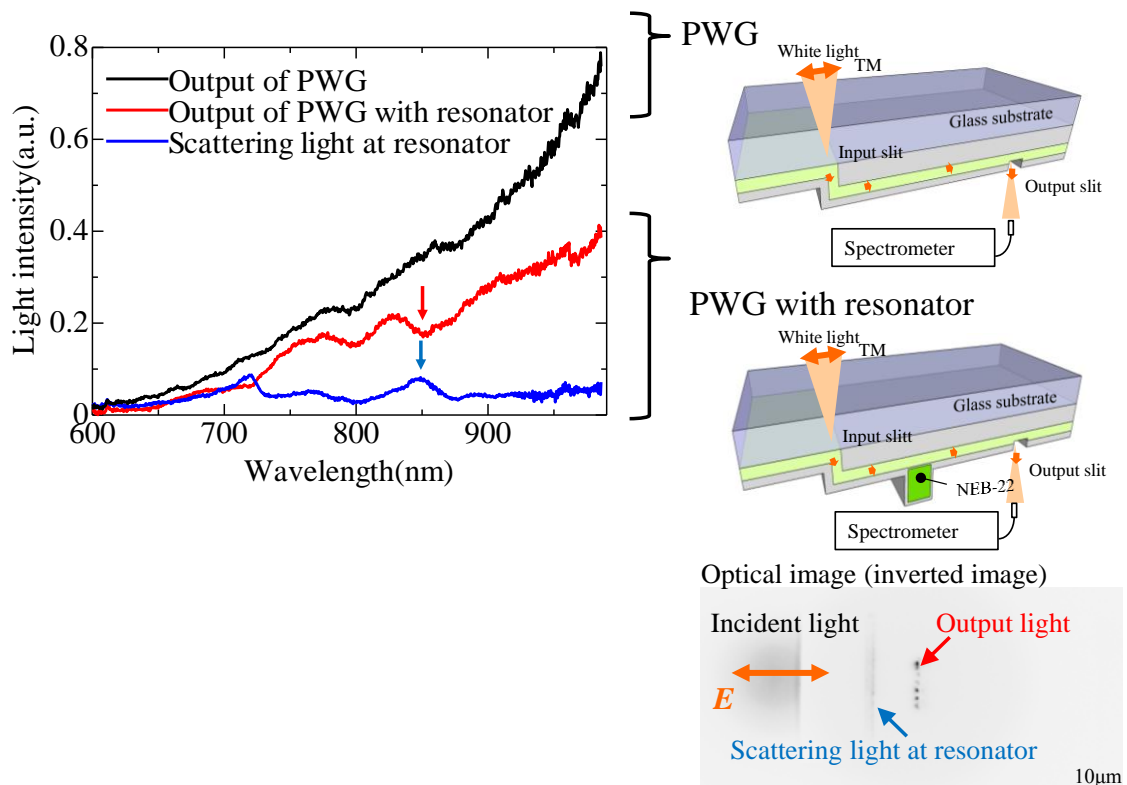 0.8
0.6
0.4
0.2
0
600
700
800
900
Light intensity(a.u.)
Wavelength(nm)
Output of PWG
Output of PWG with resonator
Scattering light at resonator
PWG
White light
TM
Glass substrate
Input slit
Output slit
Spectrometer
PWG with resonator
White light
TM
Glass substrate
Input slitt
Output slit
NEB-22
Spectrometer
Optical image (inverted image)
Incident light
Output light
E
Scattering light at resonator
10μm